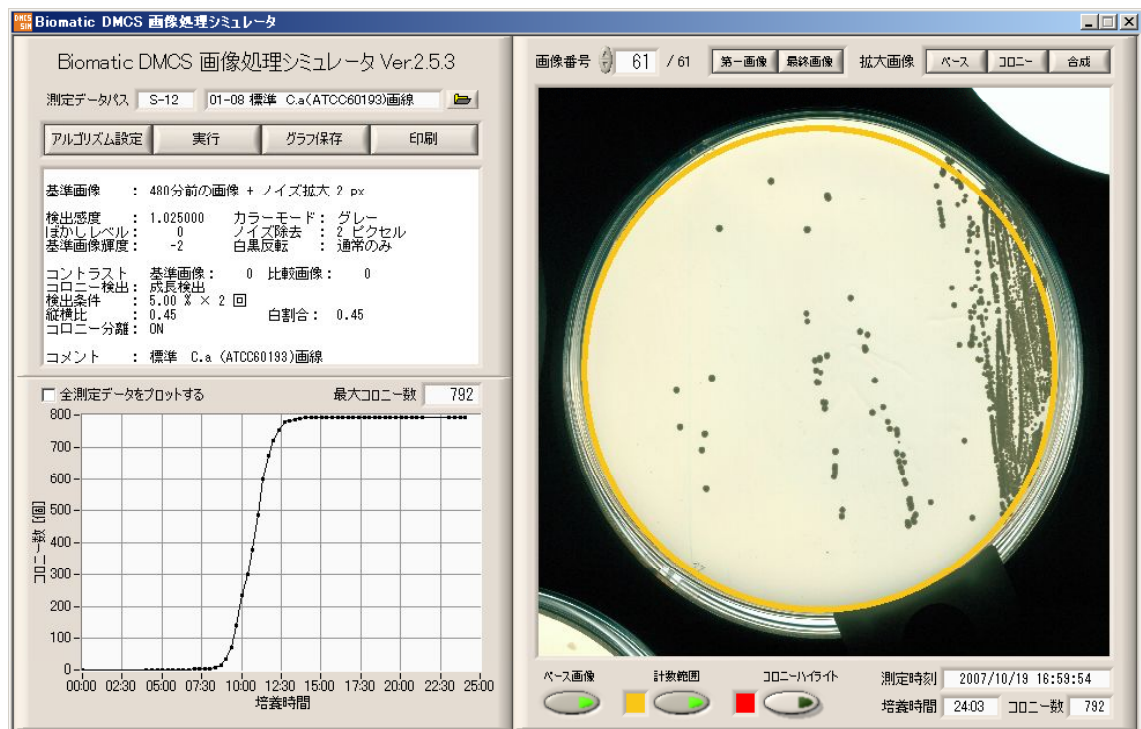 DMCS SIM Biomatic DMCS 画像処理シミュレータ
Biomatic DMCS 画像処理シミュレータ Ver.2.5.3
測定データパス S-12 01-08 標準 C.a(ATCC60193)画線
アルゴリズム設定 実行 グラフ保存 印刷
基準画像 : 480分前の画像 + ノイズ拡大 2 px
検出感度 : 1.025000 カラーモード : グレー
ぼかしレベル : 0 ノイズ除去 : 2 ピクセル
基準画像輝度 : -2 白黒反転 : 通常のみ
コントラスト 基準画像 : 0 比較画像 : 0
コロニー検出 : 成長検出
検出条件 : 5.00 % × 2 回
縦横比 : 0.45 白割合 : 0.45
コロニー分離 : ON
コメント : 標準 C.a (ATCC60193)画線
全測定データをプロットする 最大コロニー数 792
コロニー数 [個]
800
700
600
500
400
300
200
100
0
00:00 02:30 05:00 07:30 10:00 12:30 15:00 17:30 20:00 22:30 25:00
培養時間
画像番号 61 / 61 第一画像 最終画像 拡大画像 ベース コロニー 合成
ベース画像 計数範囲 コロニーハイライト 測定時刻 2007/10/19 16:59:54
培養時間 24:03 コロニー数 792